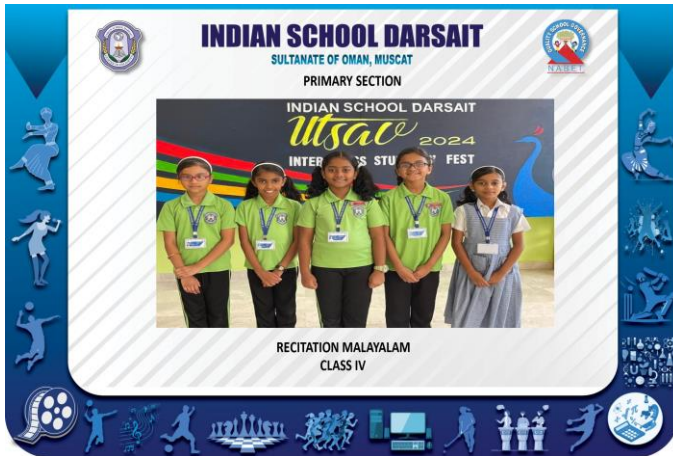 INDIAN SCHOOL DARSAIT
SULTANATE OF OMAN, MUSCAT
PRIMARY SECTION
INDIAN SCHOOL DARSAIT
Utsav 2024
FEST
RECITATION MALAYALAM
CLASS IV